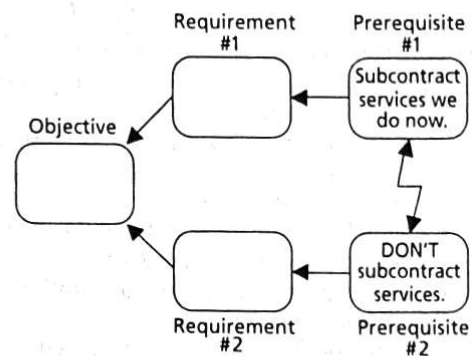 Requirement
#1
Prerequisite
#1
Subcontract
services we
do now.
Objective
DON'T
subcontract
services.
Requirement
#2
Prerequisite
#2